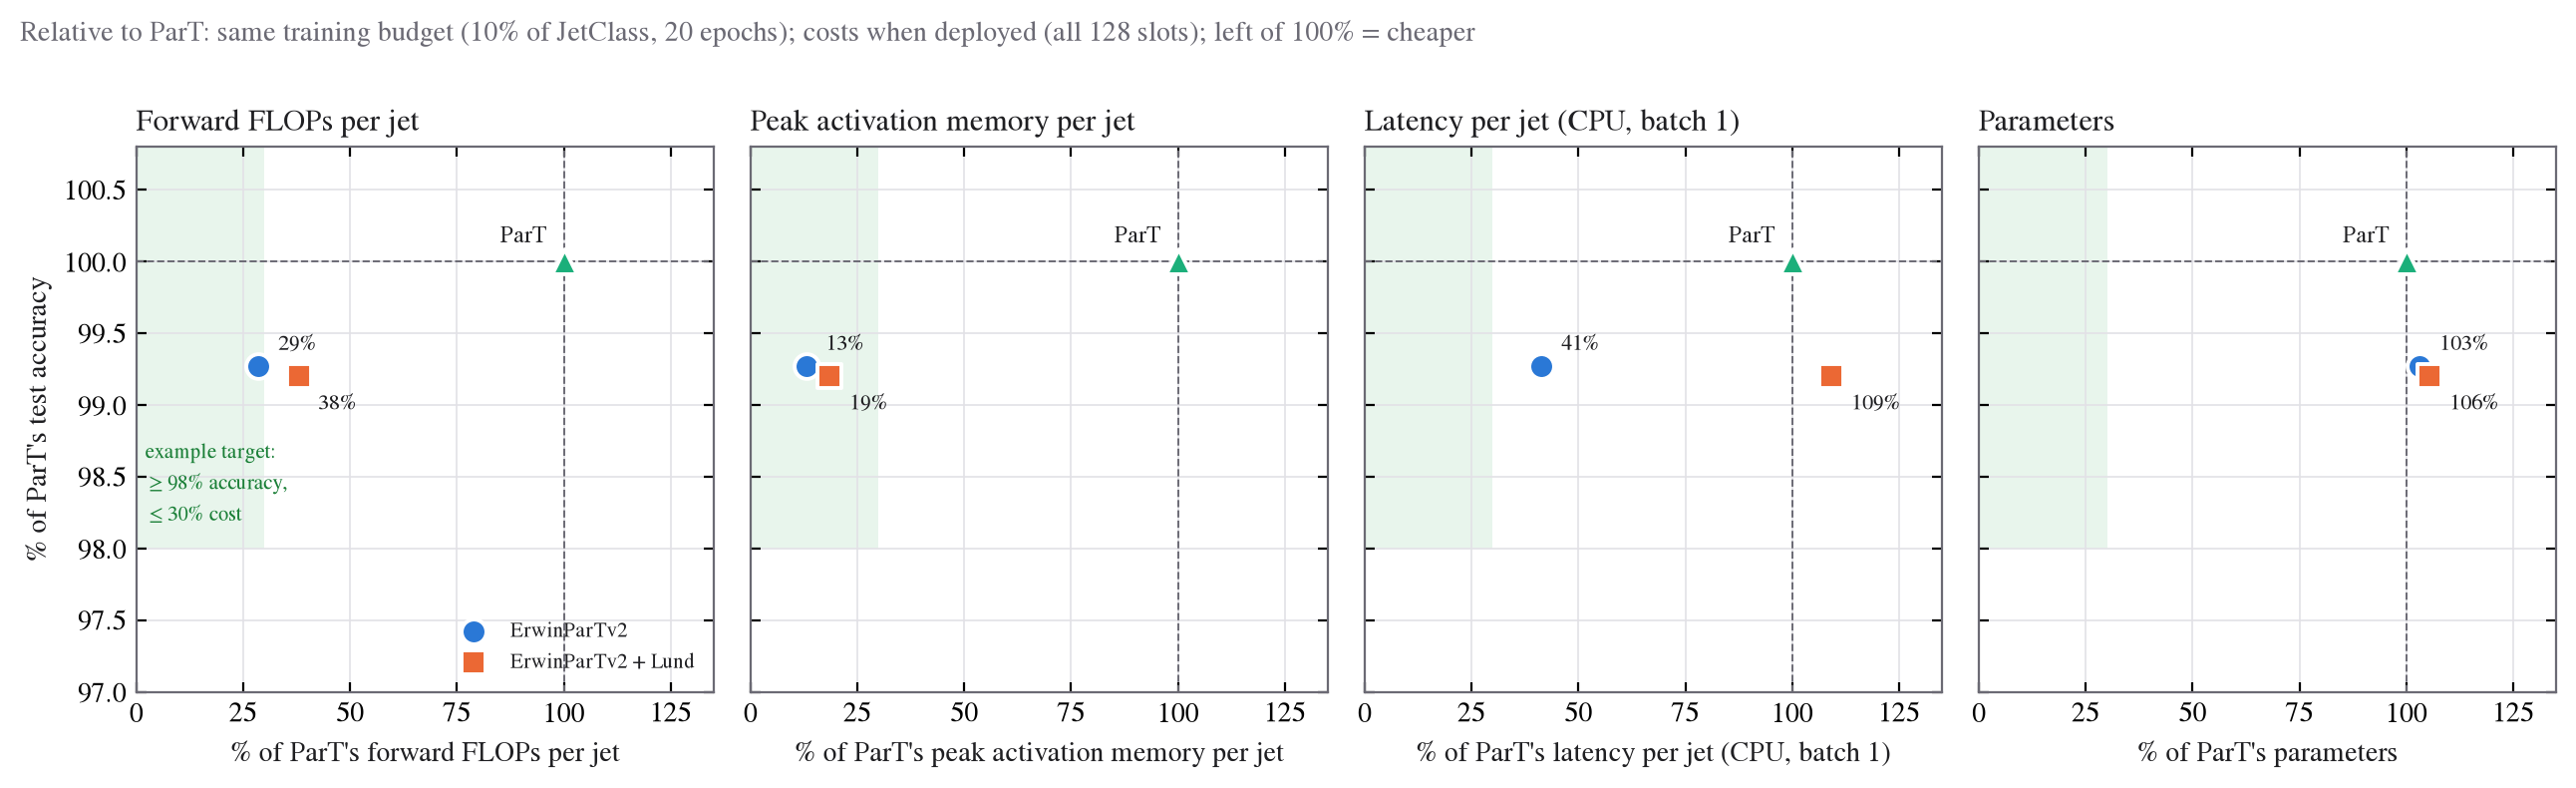 Relative to ParT: same training budget (10% of JetClass, 20 epochs); costs when deployed (all 128 slots); left of 100% = cheaper
Forward FLOPs per jet
Peak activation memory per jet
Latency per jet (CPU, batch 1)
Parameters
% of ParT's test accuracy
100.5
100.0
99.5
99.0
98.5
98.0
97.5
97.0
ParT
29%
38%
example target:
≥ 98% accuracy,
≤ 30% cost
ErwinParTv2
ErwinParTv2 + Lund
0 25 50 75 100 125
% of ParT's forward FLOPs per jet
ParT
13%
19%
0 25 50 75 100 125
% of ParT's peak activation memory per jet
ParT
41%
109%
0 25 50 75 100 125
% of ParT's latency per jet (CPU, batch 1)
ParT
103%
106%
0 25 50 75 100 125
% of ParT's parameters